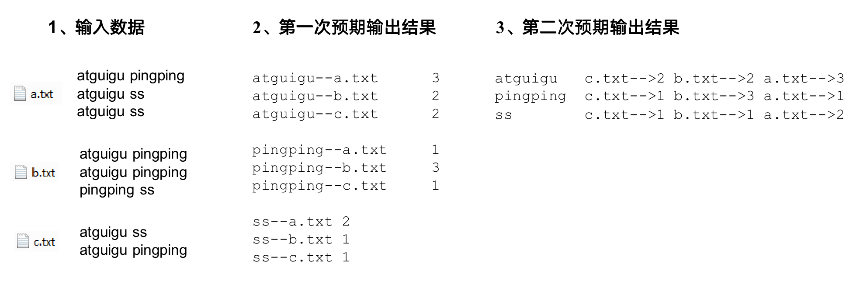 1、输入数据
2、第一次预期输出结果
3、第二次预期输出结果
a.txt
atguigu pingping
atguigu ss
atguigu ss
b.txt
atguigu pingping
atguigu pingping
pingping ss
c.txt
atguigu ss
atguigu pingping
atguigu--a.txt 3
atguigu--b.txt 2
atguigu--c.txt 2
pingping--a.txt 1
pingping--b.txt 3
pingping--c.txt 1
ss--a.txt 2
ss--b.txt 1
ss--c.txt 1
atguigu c.txt-->2 b.txt-->2 a.txt-->3
pingping c.txt-->1 b.txt-->3 a.txt-->1
ss c.txt-->1 b.txt-->1 a.txt-->2